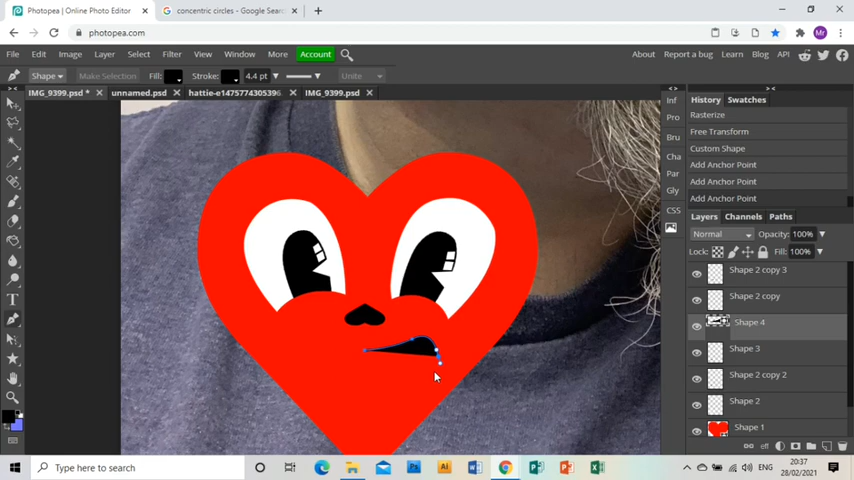 Photopea | Online Photo Editor
concentric circles - Google Sear
photopea.com
File Edit Image Layer Select Filter View Window More Account
About Report a bug Learn Blog API
Shape Make Selection Fill: Stroke: 4.4 pt Unite
IMG_9399.psd * unnamed.psd hattie-e1475774305396 IMG_9399.psd
Inf
Pro
Bru
Cha
Par
Gly
CSS
History Swatches
Rasterize
Free Transform
Custom Shape
Add Anchor Point
Add Anchor Point
Add Anchor Point
Layers Channels Paths
Normal Opacity: 100%
Lock: Fill: 100%
Shape 2 copy 3
Shape 2 copy
Shape 4
Shape 3
Shape 2 copy 2
Shape 2
Shape 1
eff
Type here to search
ENG
20:37
28/02/2021